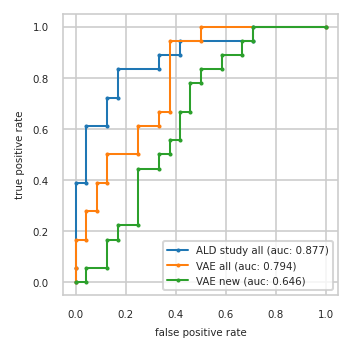 1.0
0.8
0.6
0.4
0.2
0.0
true positive rate
ALD study all (auc: 0.877)
VAE all (auc: 0.794)
VAE new (auc: 0.646)
0.0 0.2 0.4 0.6 0.8 1.0
false positive rate